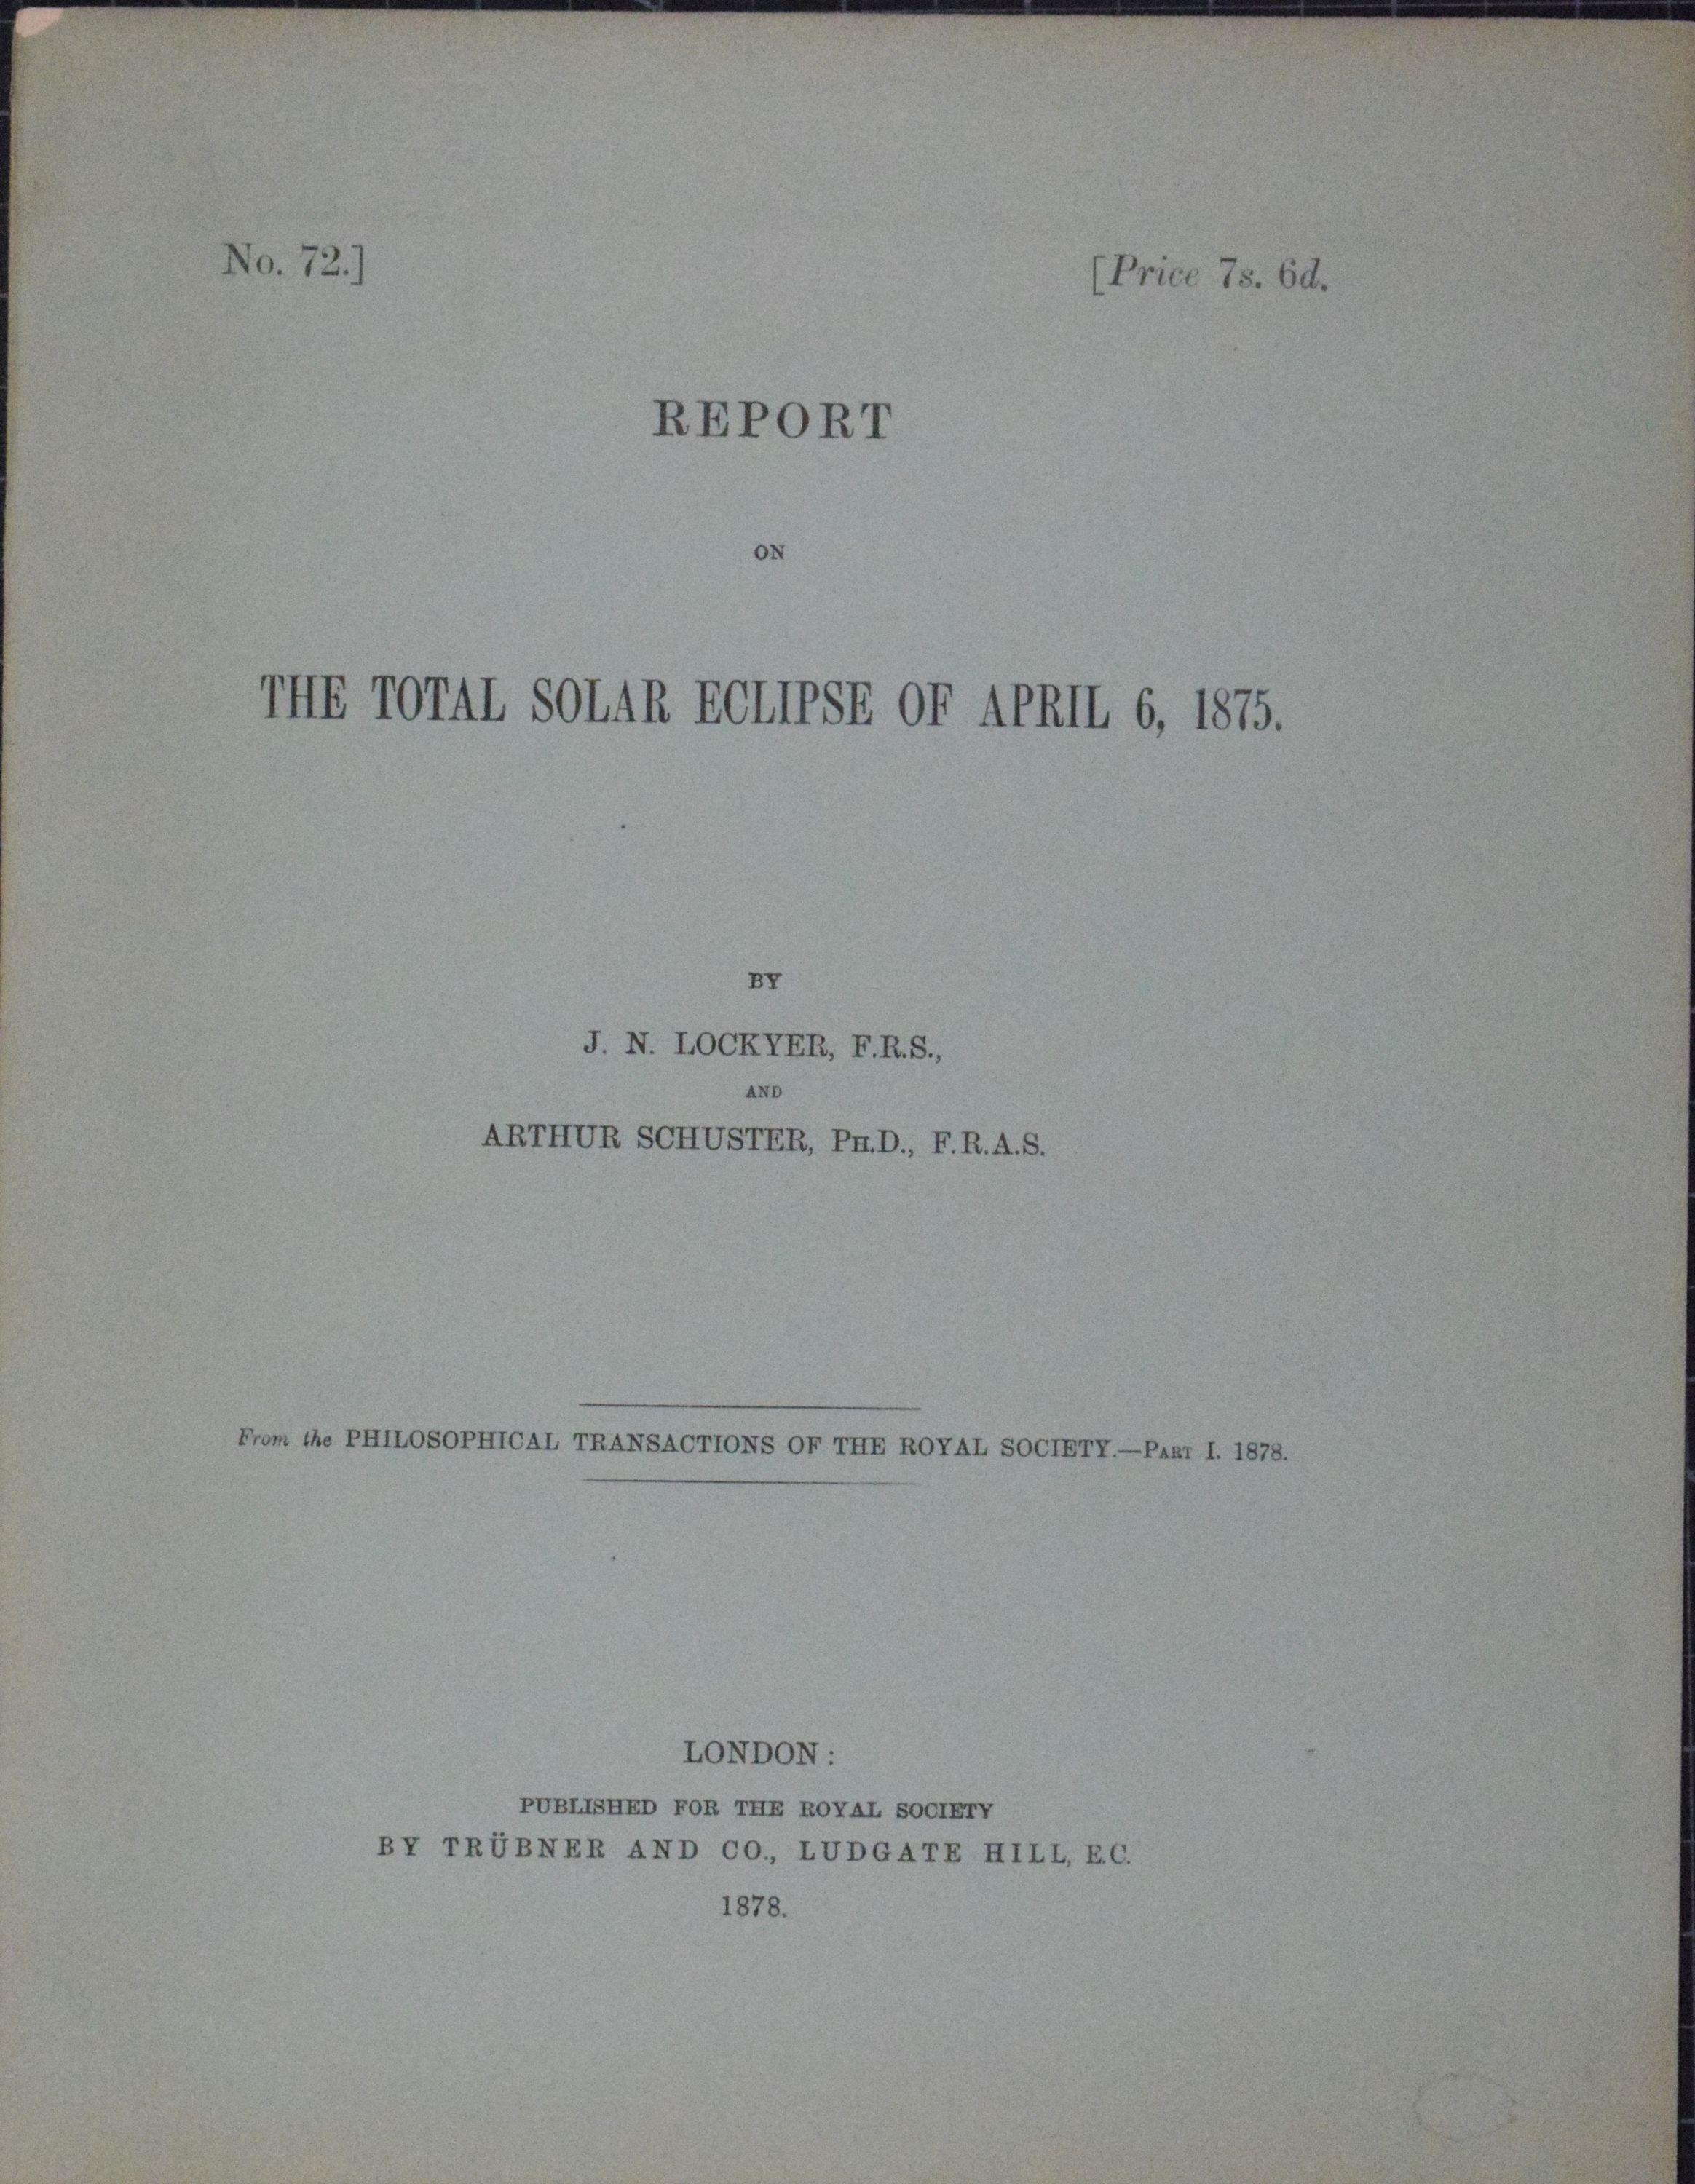 No. 72.] [Price 7s. 6d.
REPORT
ON
THE TOTAL SOLAR ECLIPSE OF APRIL 6, 1875.
BY
J. N. LOCKYER, F.R.S.,
AND
ARTHUR SCHUSTER, Ph.D., F.R.A.S.
From the PHILOSOPHICAL TRANSACTIONS OF THE ROYAL SOCIETY.—Part I. 1878.
LONDON:
PUBLISHED FOR THE ROYAL SOCIETY
BY TRÜBNER AND CO., LUDGATE HILL, E.C.
1878.